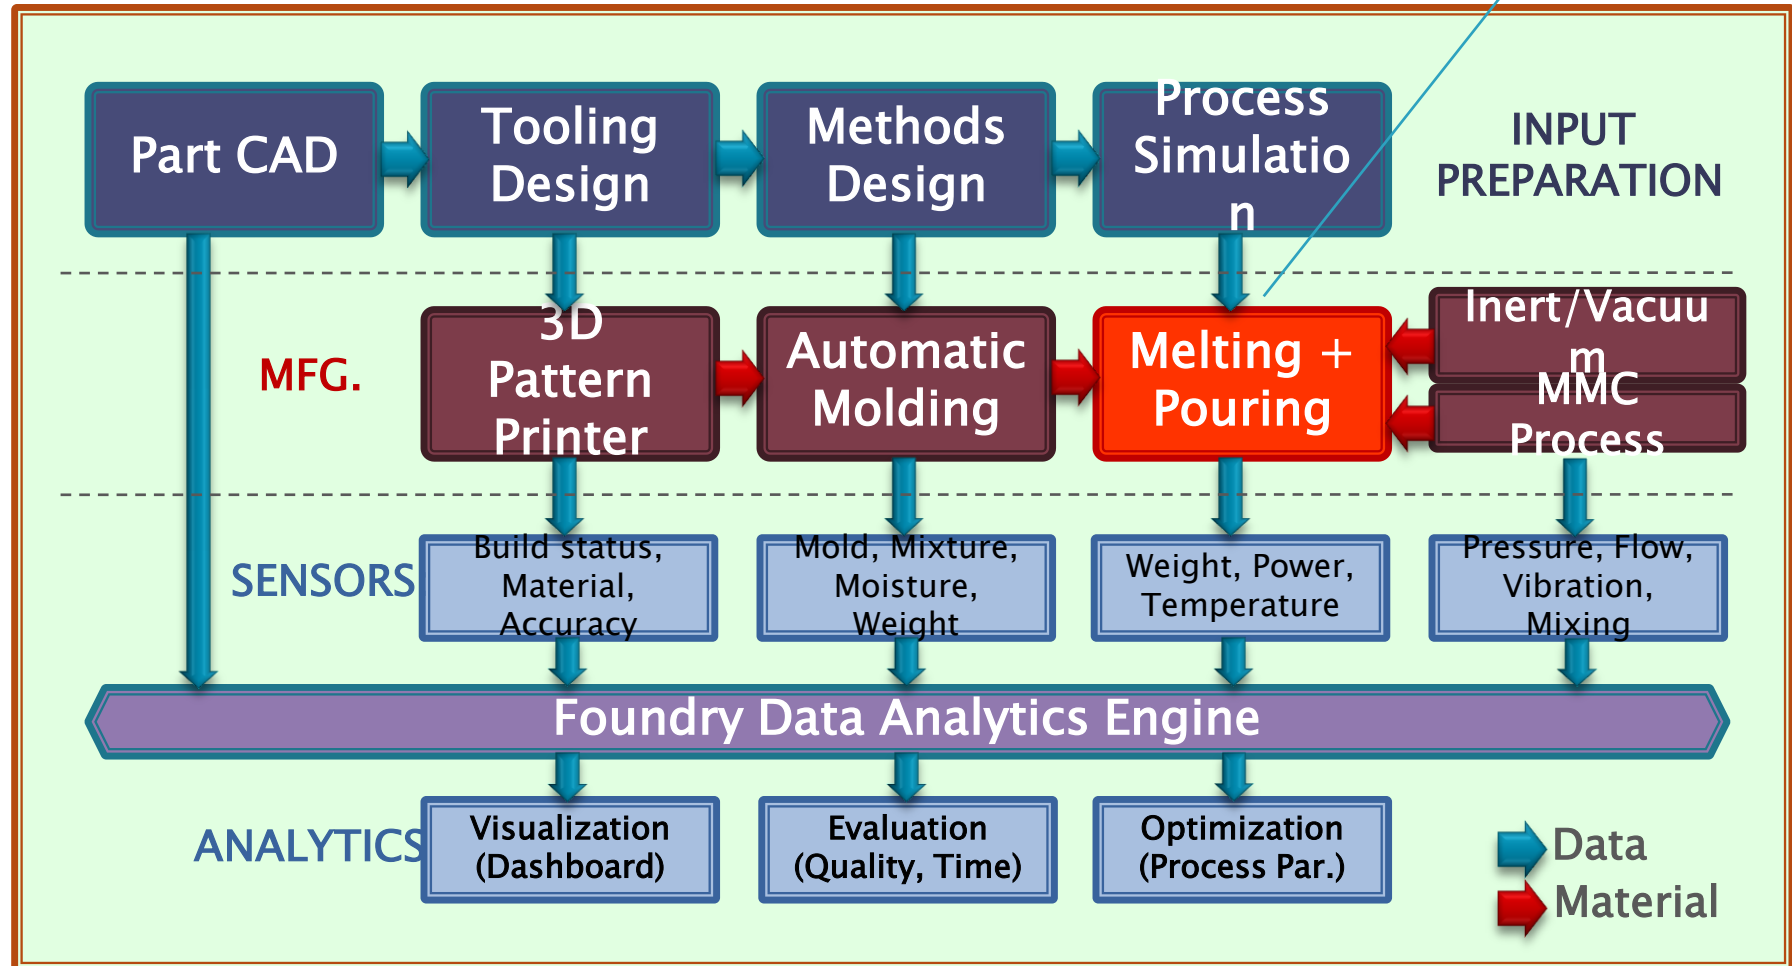 Part CAD
Tooling
Design
Methods
Design
Process
Simulatio
n
INPUT
PREPARATION
MFG.
3D
Pattern
Printer
Automatic
Molding
Melting +
Pouring
Inert/Vacuu
m
MMC
Process
SENSORS
Build status,
Material,
Accuracy
Mold, Mixture,
Moisture,
Weight
Weight, Power,
Temperature
Pressure, Flow,
Vibration,
Mixing
Foundry Data Analytics Engine
ANALYTICS
Visualization
(Dashboard)
Evaluation
(Quality, Time)
Optimization
(Process Par.)
Data
Material